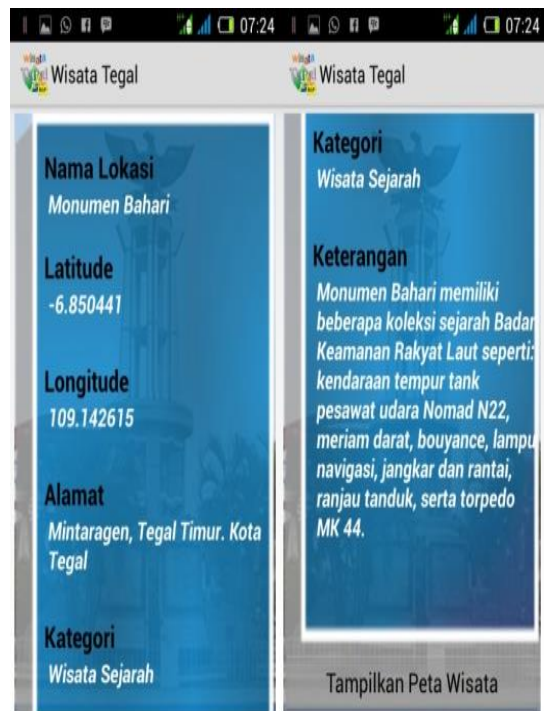 07:24
Wisata Tegal
Nama Lokasi
Monumen Bahari
Latitude
-6.850441
Longitude
109.142615
Alamat
Mintaragen, Tegal Timur. Kota
Tegal
Kategori
Wisata Sejarah
07:24
Wisata Tegal
Kategori
Wisata Sejarah
Keterangan
Monumen Bahari memiliki
beberapa koleksi sejarah Badan
Keamanan Rakyat Laut seperti:
kendaraan tempur tank
pesawat udara Nomad N22,
meriam darat, bouyance, lampu
navigasi, jangkar dan rantai,
ranjau tanduk, serta torpedo
MK 44.
Tampilkan Peta Wisata